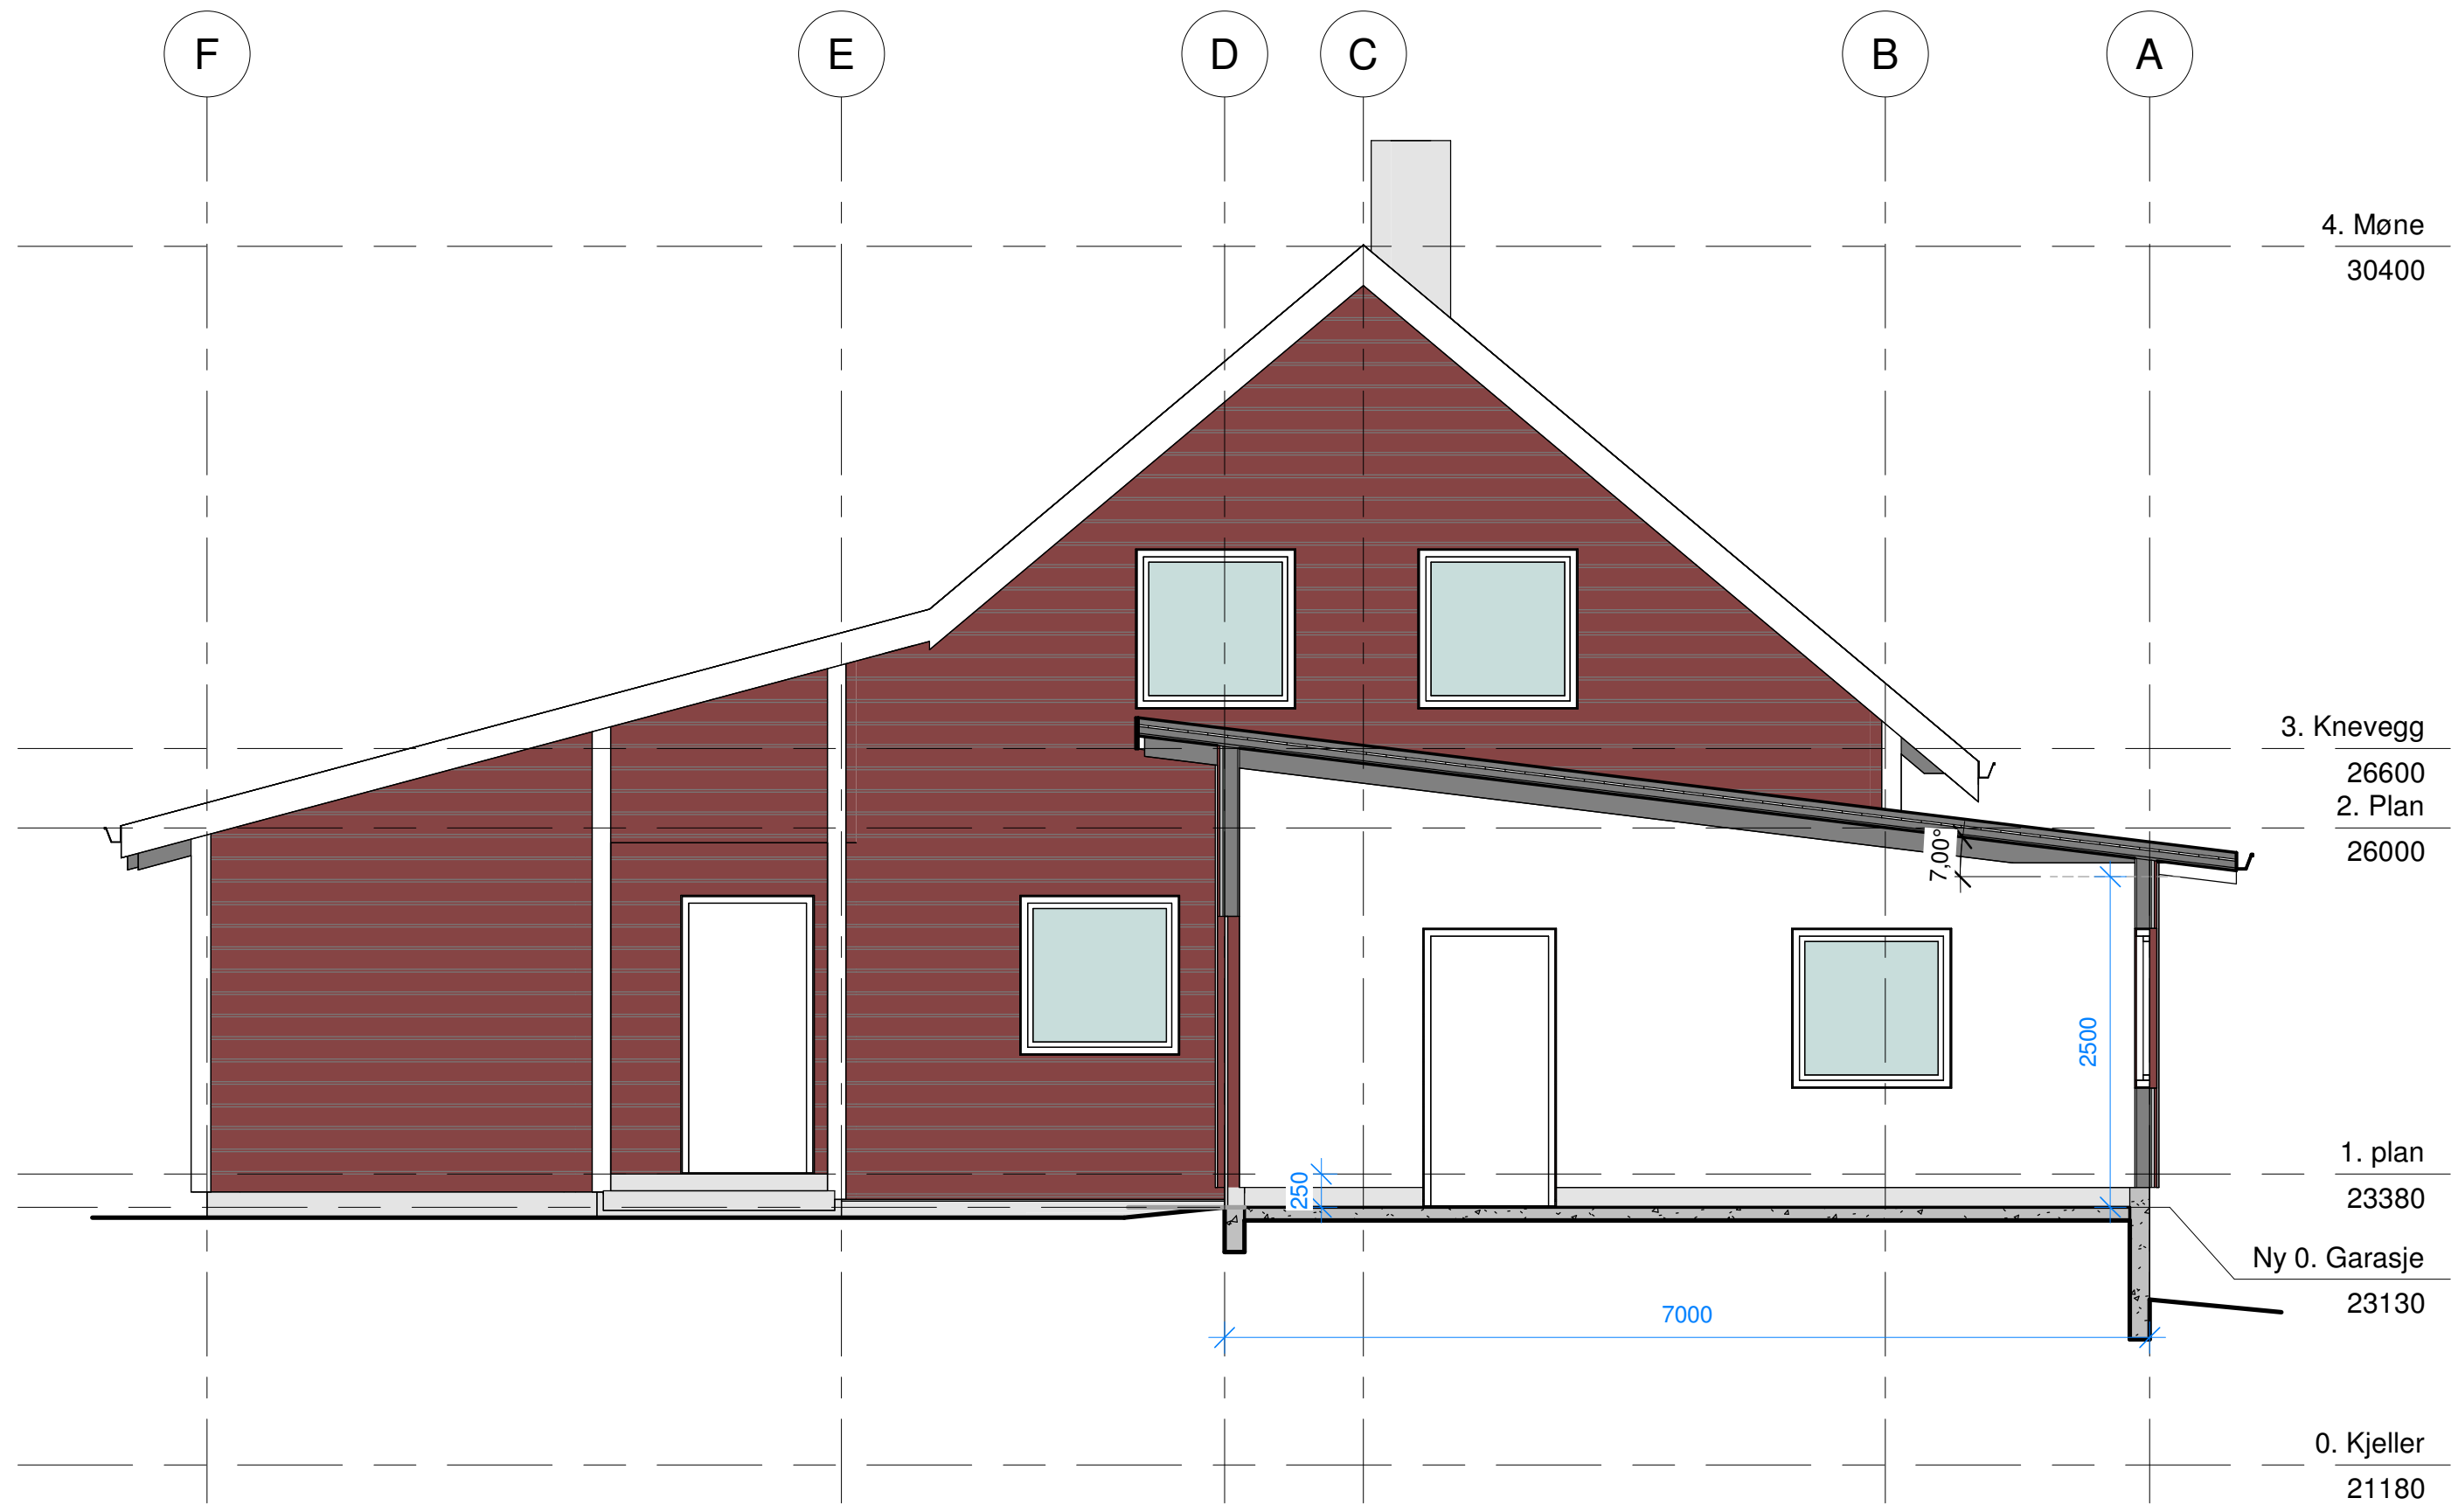 F E D C B A
4. Møne
30400
3. Knevegg
26600
2. Plan
26000
7,00°
2500
1. plan
23380
250
Ny 0. Garasje
23130
7000
0. Kjeller
21180